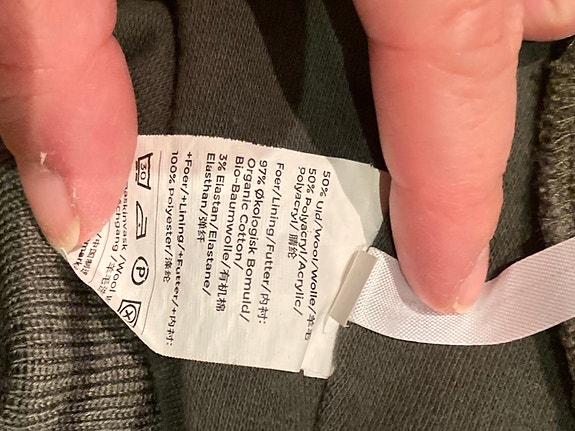 50% Uld/Wool/Wolle/羊毛
50% Polyacryl/Acrylic/
Polyacryl/ 腈纶
Foer/Lining/Futter/内衬:
97% Økologisk Bomuld/
Organic Cotton/
Bio-Baumwolle/有机棉
3% Elastan/Elastane/
Elasthan/弹纤
+Foer/+Lining/+Futter/+内衬:
100% Polyester/涤纶
30 P
/Wool